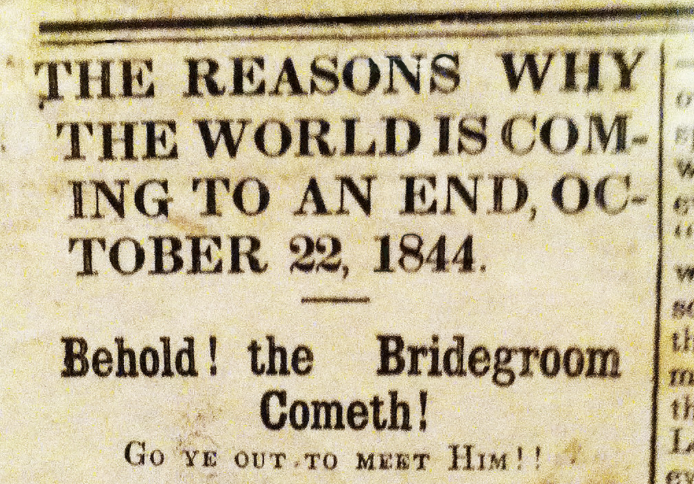 THE REASONS WHY
THE WORLD IS COM-
ING TO AN END, OC-
TOBER 22, 1844.
Behold! the Bridegroom
Cometh!
GO YE OUT TO MEET HIM!!